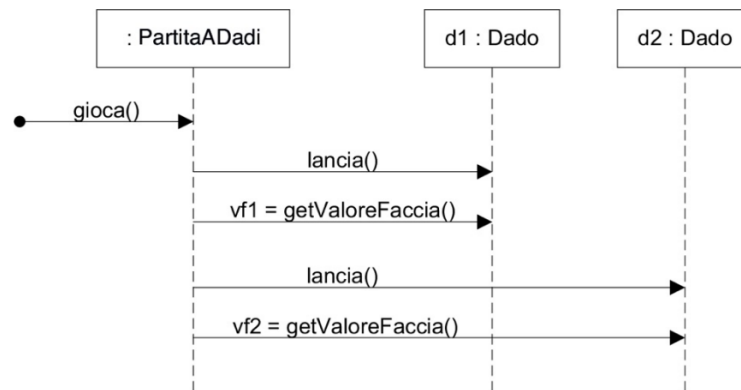 : PartitaADadi
d1 : Dado
d2 : Dado
gioca()
lancia()
vf1 = getValoreFaccia()
lancia()
vf2 = getValoreFaccia()